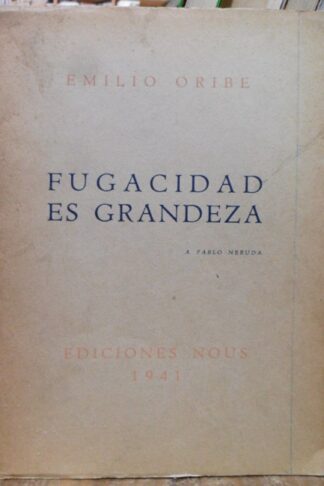 EMILIO ORIBE
FUGACIDAD
ES GRANDEZA
A PABLO NERUDA
EDICIONES NOUS
1941